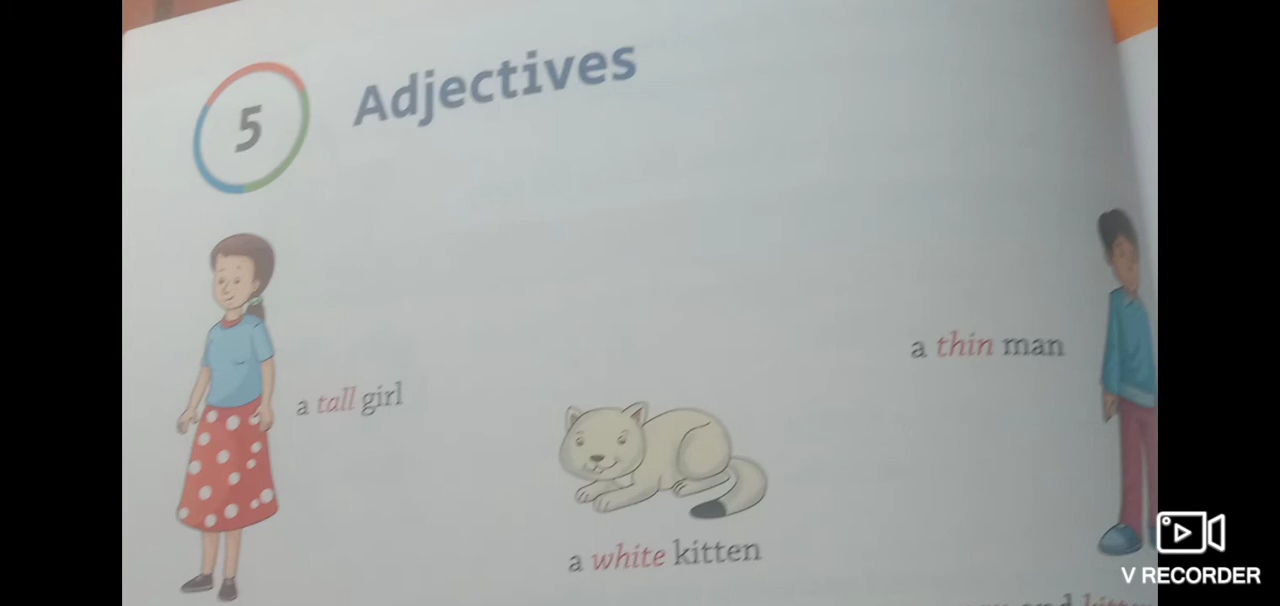 5
Adjectives
a thin man
a tall girl
a white kitten
V RECORDER